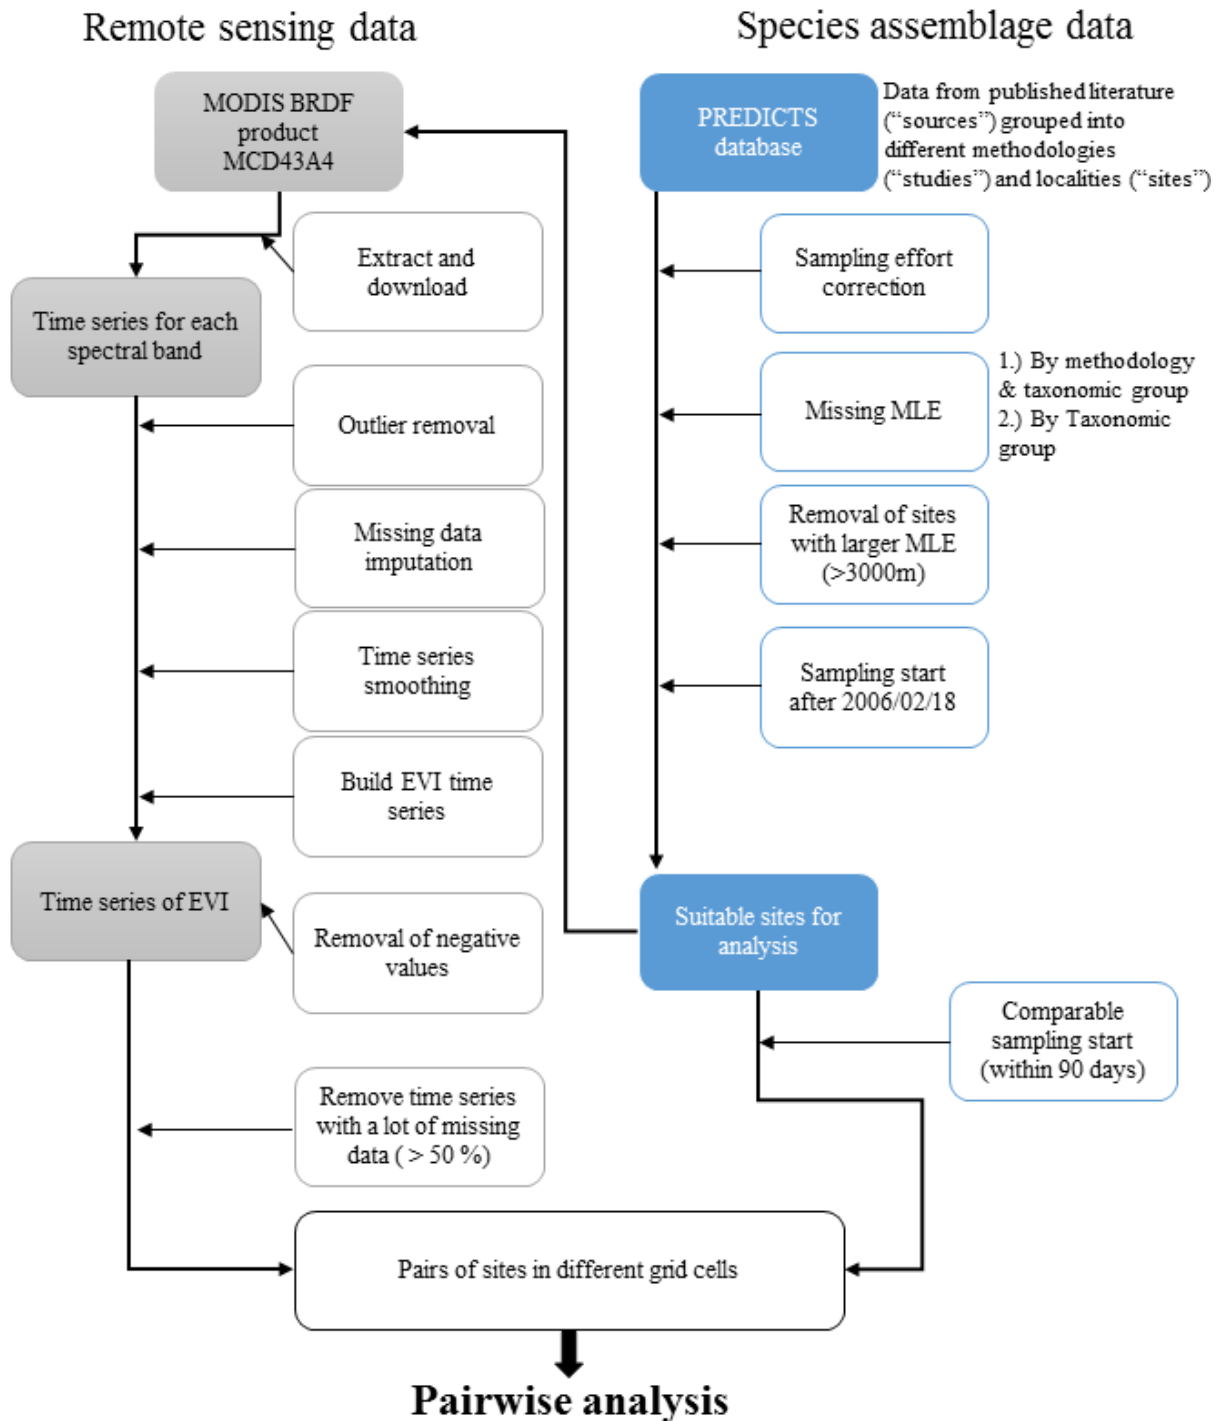 Remote sensing data
Species assemblage data
MODIS BRDF
product
MCD43A4
PREDICTS
database
Data from published literature
(“sources”) grouped into
different methodologies
(“studies”) and localities (“sites”)
Extract and
download
Sampling effort
correction
Time series for each
spectral band
Outlier removal
Missing MLE
1.) By methodology
& taxonomic group
2.) By Taxonomic
group
Missing data
imputation
Removal of sites
with larger MLE
(>3000m)
Time series
smoothing
Sampling start
after 2006/02/18
Build EVI time
series
Time series of EVI
Removal of negative
values
Suitable sites for
analysis
Comparable
sampling start
(within 90 days)
Remove time series
with a lot of missing
data ( > 50 %)
Pairs of sites in different grid cells
Pairwise analysis